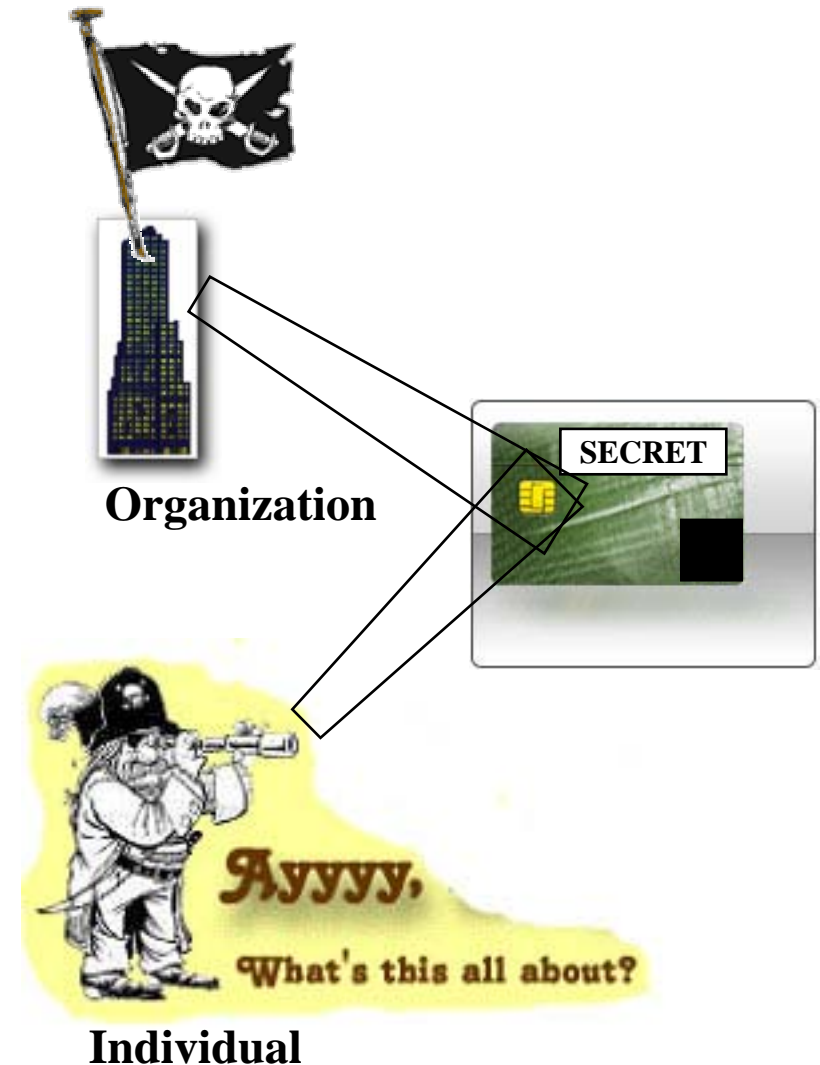 SECRET
Organization
Ayyyy,
What's this all about?
Individual